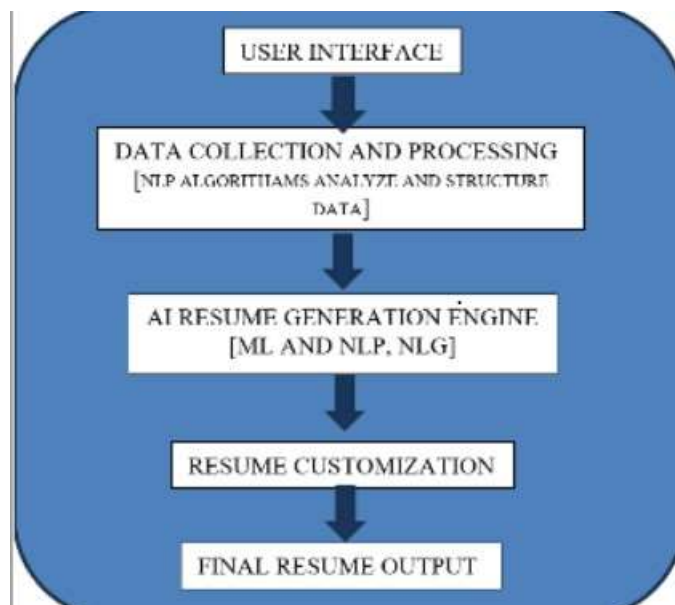 USER INTERFACE
DATA COLLECTION AND PROCESSING
[NLP ALGORITHAMS ANALYZE AND STRUCTURE
DATA]
AI RESUME GENERATION ENGINE
[ML AND NLP, NLG]
RESUME CUSTOMIZATION
FINAL RESUME OUTPUT